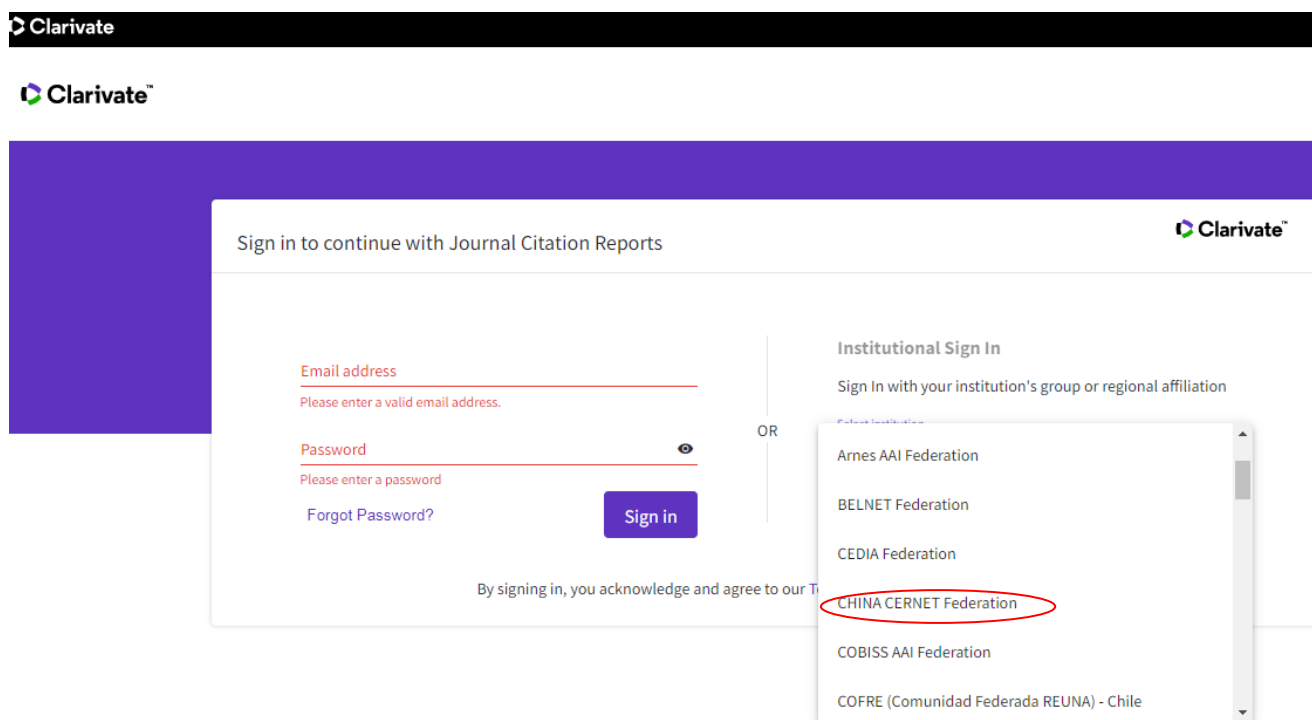 Clarivate
Clarivate™
Sign in to continue with Journal Citation Reports
Clarivate™
Email address
Please enter a valid email address.
Password
Please enter a password
Forgot Password?
Sign in
OR
Institutional Sign In
Sign In with your institution's group or regional affiliation
Select institution
Arnes AAI Federation
BELNET Federation
CEDIA Federation
CHINA CERNET Federation
COBISS AAI Federation
COFRE (Comunidad Federada REUNA) - Chile
By signing in, you acknowledge and agree to our